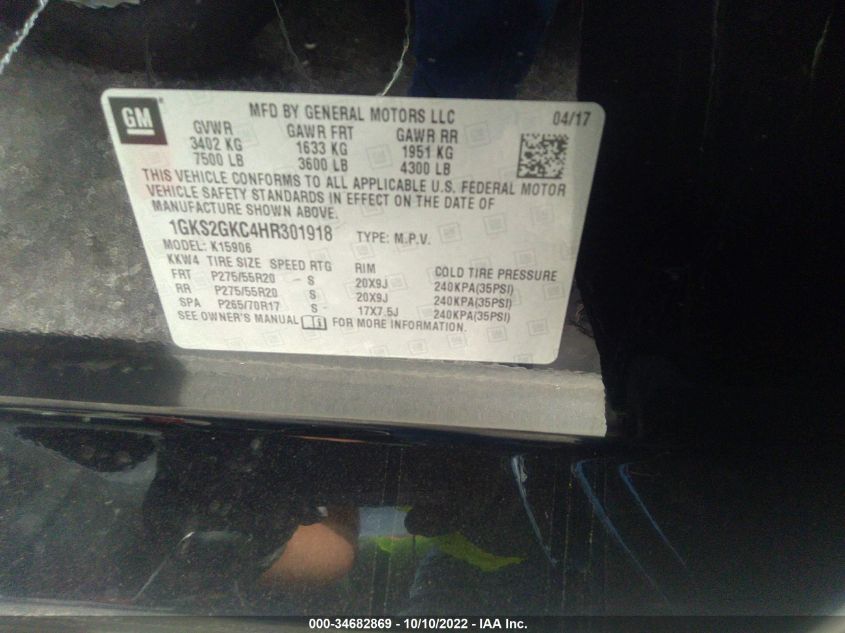 GM
MFD BY GENERAL MOTORS LLC 04/17
GVWR GAWR FRT GAWR RR
3402 KG 1633 KG 1951 KG
7500 LB 3600 LB 4300 LB
THIS VEHICLE CONFORMS TO ALL APPLICABLE U.S. FEDERAL MOTOR
VEHICLE SAFETY STANDARDS IN EFFECT ON THE DATE OF
MANUFACTURE SHOWN ABOVE.
1GKS2GKC4HR301918 TYPE: M.P.V.
MODEL: K15906
KKW4 TIRE SIZE SPEED RTG RIM COLD TIRE PRESSURE
FRT P275/55R20 S 20X9J 240KPA(35PSI)
RR P275/55R20 S 20X9J 240KPA(35PSI)
SPA P265/70R17 S 17X7.5J 240KPA(35PSI)
SEE OWNER'S MANUAL FOR MORE INFORMATION.
000-34682869 - 10/10/2022 - IAA Inc.